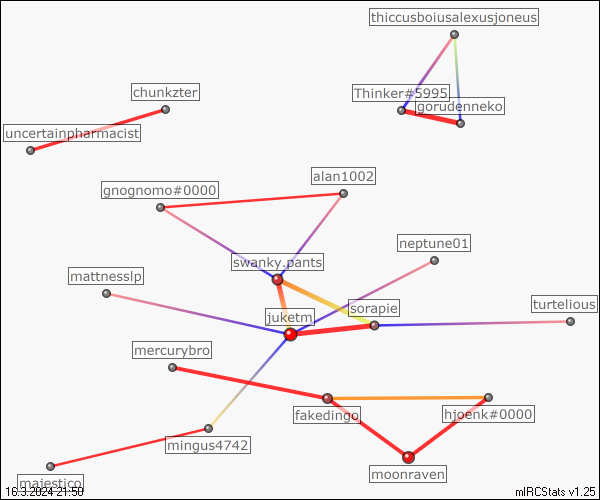 thiccusboiusalexusjoneus
chunkzter
Thinker#5995
gorudenneko
uncertainpharmacist
alan1002
gnognomo#0000
neptune01
swanky.pants
mattnesslp
turtelious
sorapie
juketm
mercurybro
fakedingo
hjoenk#0000
mingus4742
moonraven
majestico
16.3.2024 21:50
mIRCStats v1.25